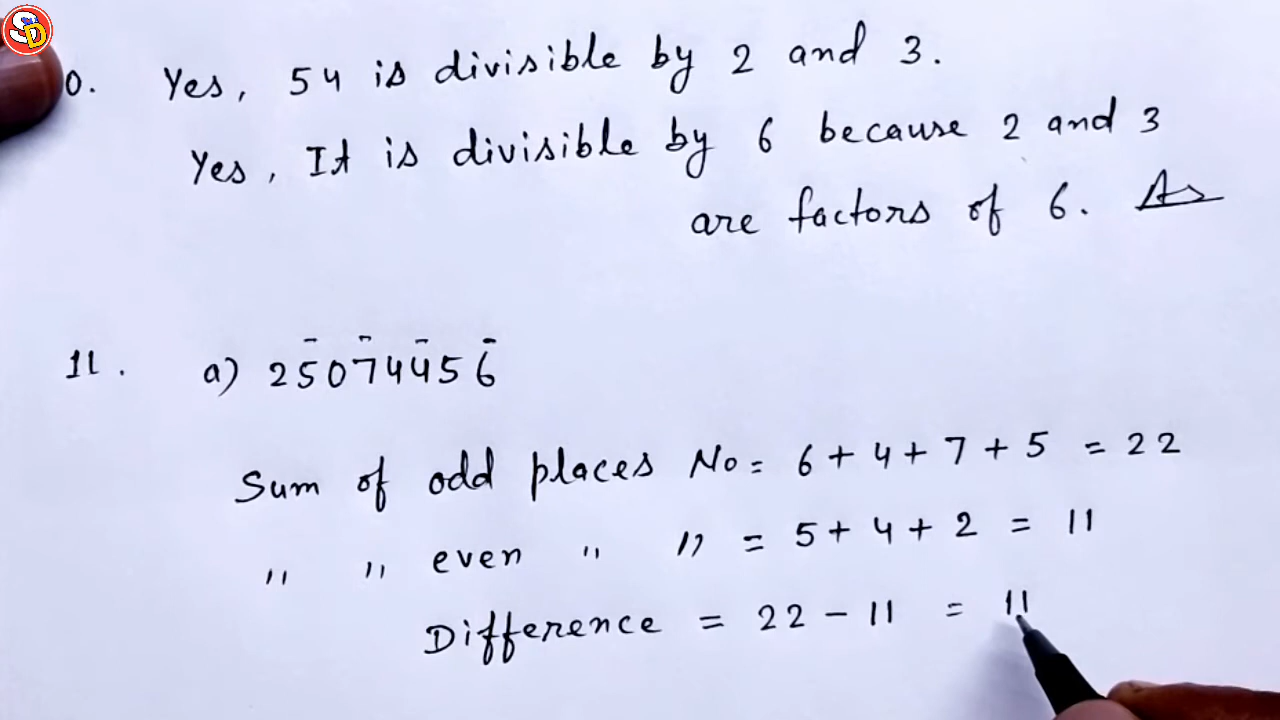 SD
0. Yes, 54 is divisible by 2 and 3.
Yes, It is divisible by 6 because 2 and 3
are factors of 6. As
11. a) 25074456
Sum of odd places No = 6 + 4 + 7 + 5 = 22
" " even " " = 5 + 4 + 2 = 11
Difference = 22 - 11 = 11